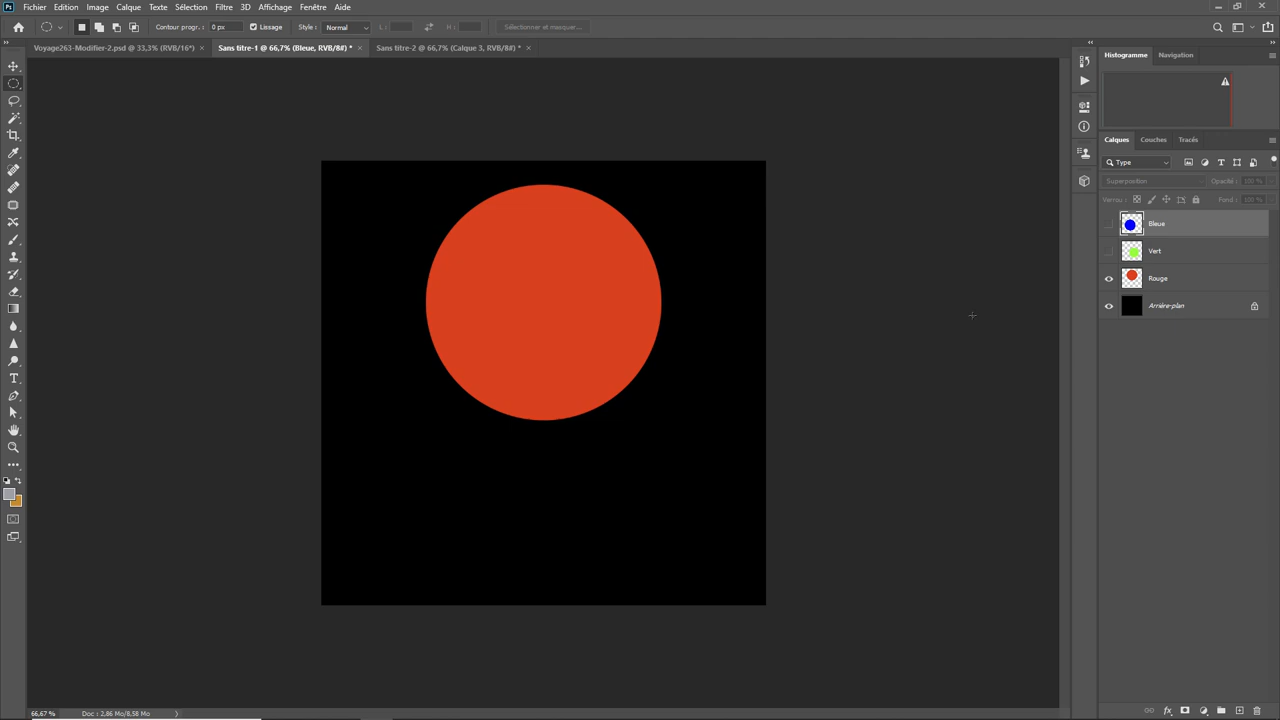 Ps Fichier Edition Image Calque Texte Sélection Filtre 3D Affichage Fenêtre Aide
Contour progr. : 0 px Lissage Style : Normal L : H : Sélectionner et masquer...
Voyage263-Modifier-2.psd @ 33,3% (RVB/16*) × Sans titre-1 @ 66,7% (Bleue, RVB/8#) * × Sans titre-2 @ 66,7% (Calque 3, RVB/8#) * ×
Histogramme Navigation
Calques Couches Tracés
Type
Superposition Opacité : 100 %
Verrou : Fond : 100 %
Bleue
Vert
Rouge
Arrière-plan
66,67 % Doc : 2,86 Mo/8,58 Mo